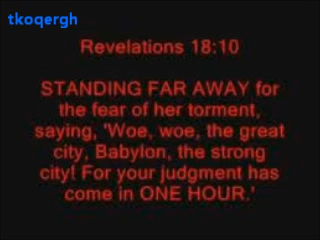 tkoqergh
Revelations 18:10
STANDING FAR AWAY for
the fear of her torment,
saying, 'Woe, woe, the great
city, Babylon, the strong
city! For your judgment has
come in ONE HOUR.'